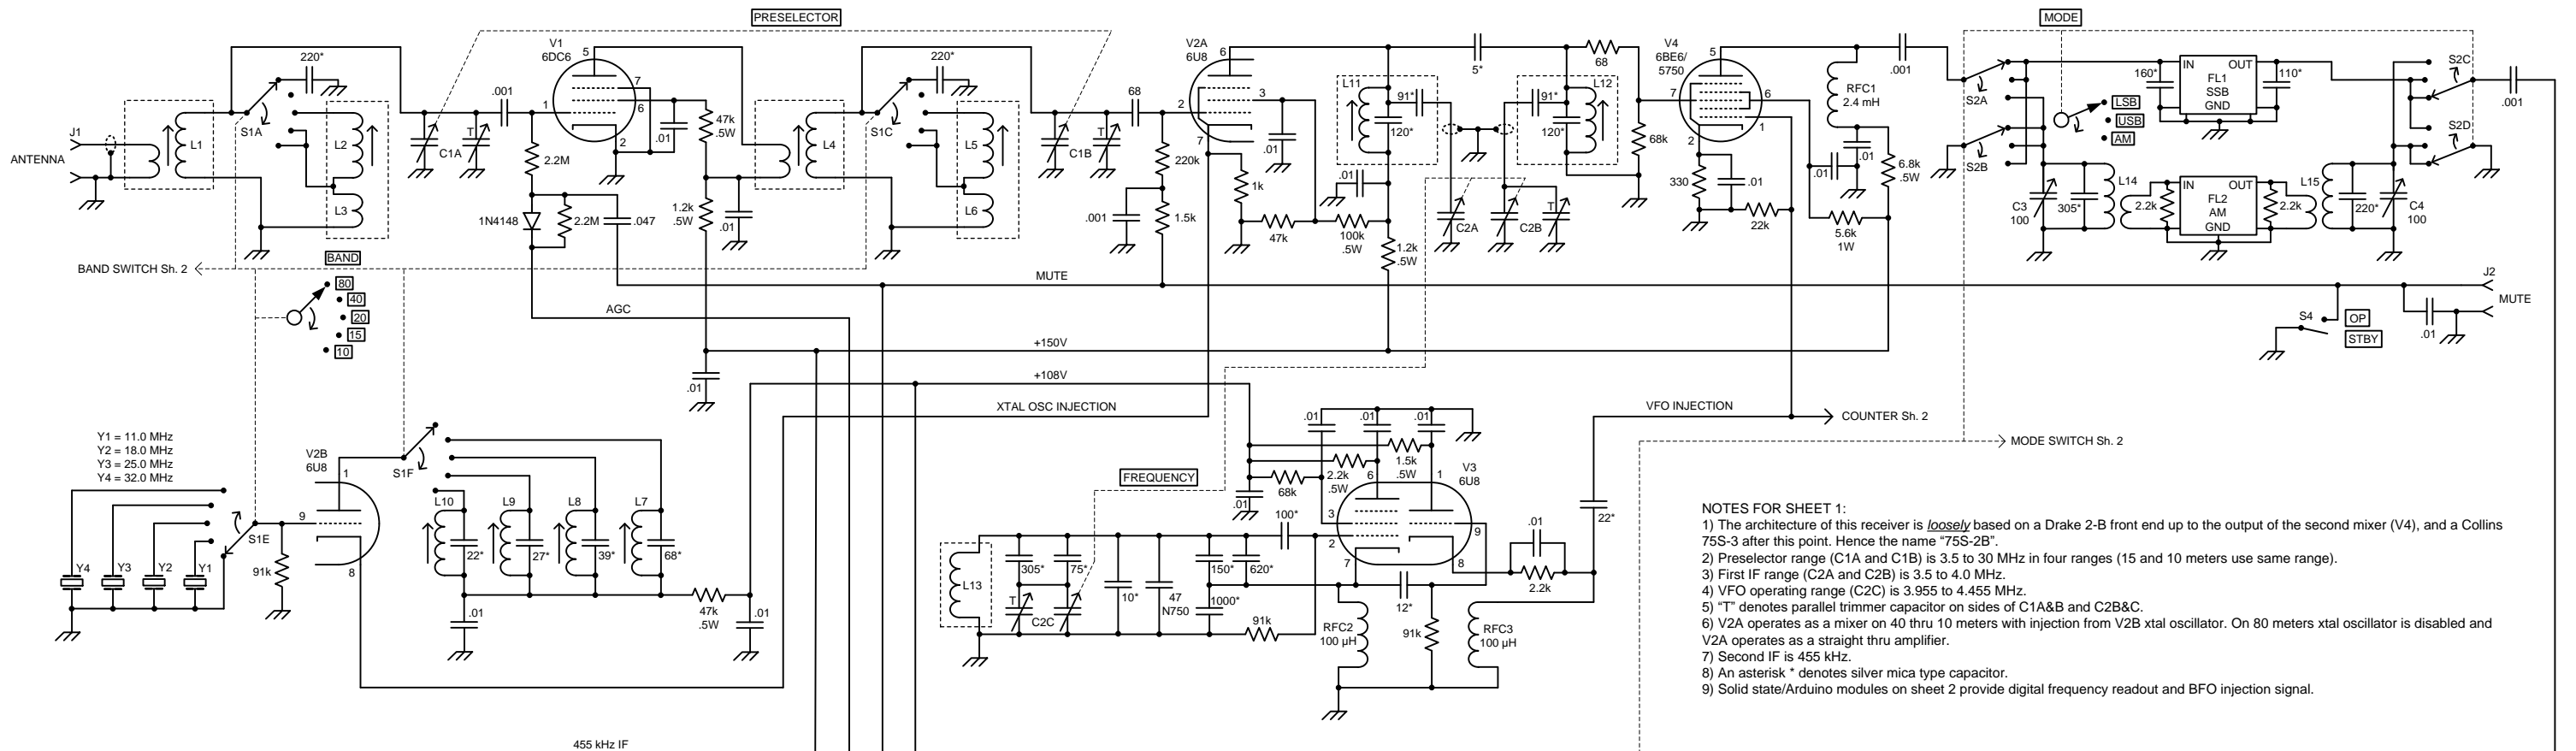 PRESELECTOR
MODE
V1
6DC6
5
7
6
1
2
220*
.001
.01
47k
.5W
L1
L2
L3
S1A
J1
ANTENNA
C1A
T
2.2M
1N4148
2.2M
.047
1.2k
.5W
.01
L4
S1C
220*
L5
L6
C1B
T
68
220k
.001
1.5k
V2A
6U8
6
2
3
7
.01
1k
47k
100k
.5W
.01
1.2k
.5W
L11
91*
120*
5*
L12
91*
120*
68
68k
C2A
C2B
T
V4
6BE6/
5750
5
7
6
1
2
330
.01
22k
RFC1
2.4 mH
.01
.01
6.8k
.5W
5.6k
1W
.001
S2A
S2B
LSB
USB
AM
160*
IN
OUT
FL1
SSB
GND
110*
S2C
S2D
.001
C3
100
305*
L14
2.2k
IN
OUT
FL2
AM
GND
2.2k
L15
220*
C4
100
BAND SWITCH Sh. 2
BAND
80
40
20
15
10
MUTE
AGC
+150V
.01
+108V
XTAL OSC INJECTION
VFO INJECTION
COUNTER Sh. 2
MODE SWITCH Sh. 2
J2
MUTE
S4
OP
STBY
.01
Y1 = 11.0 MHz
Y2 = 18.0 MHz
Y3 = 25.0 MHz
Y4 = 32.0 MHz
V2B
6U8
1
9
8
S1E
S1F
Y4
Y3
Y2
Y1
91k
L10
22*
L9
27*
L8
39*
L7
68*
.01
47k
.5W
.01
FREQUENCY
.01
.01
.01
1.5k
.5W
2.2k
.5W
68k
.01
V3
6U8
6
1
3
2
7
8
9
100*
L13
305*
75*
T
C2C
10*
47
N750
150*
620*
1000*
91k
12*
RFC2
100 µH
91k
RFC3
100 µH
.01
2.2k
22*
NOTES FOR SHEET 1:
1) The architecture of this receiver is loosely based on a Drake 2-B front end up to the output of the second mixer (V4), and a Collins
75S-3 after this point. Hence the name “75S-2B”.
2) Preselector range (C1A and C1B) is 3.5 to 30 MHz in four ranges (15 and 10 meters use same range).
3) First IF range (C2A and C2B) is 3.5 to 4.0 MHz.
4) VFO operating range (C2C) is 3.955 to 4.455 MHz.
5) “T” denotes parallel trimmer capacitor on sides of C1A&B and C2B&C.
6) V2A operates as a mixer on 40 thru 10 meters with injection from V2B xtal oscillator. On 80 meters xtal oscillator is disabled and
V2A operates as a straight thru amplifier.
7) Second IF is 455 kHz.
8) An asterisk * denotes silver mica type capacitor.
9) Solid state/Arduino modules on sheet 2 provide digital frequency readout and BFO injection signal.
455 kHz IF